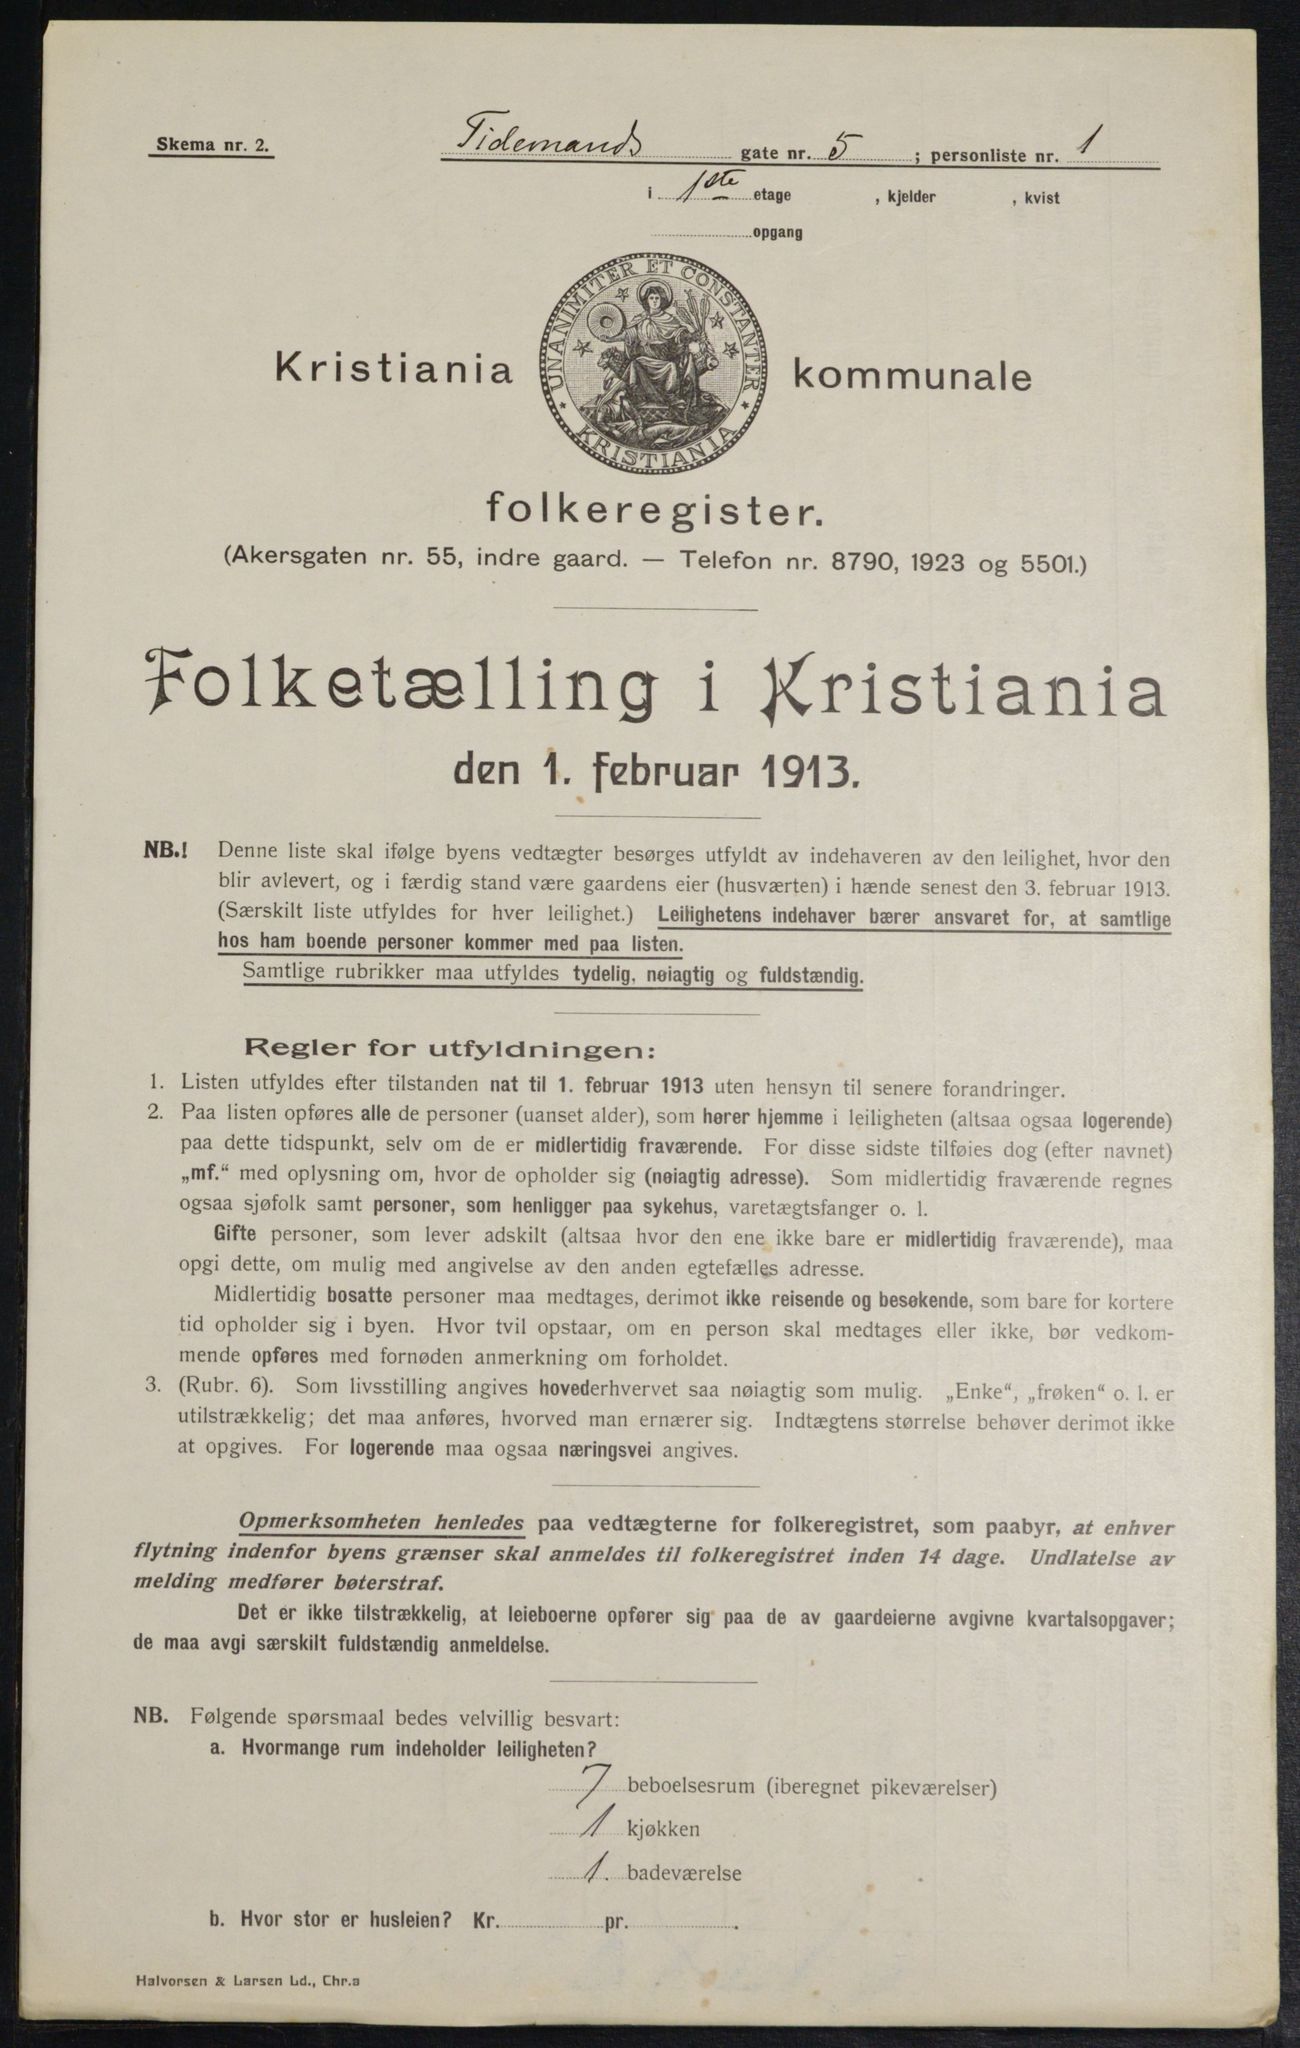 Skema nr. 2.
Tidemands gate nr. 5 ; personliste nr. 1
i 1ste etage , kjelder , kvist
opgang
UNANIMITER ET CONSTANTER
KRISTIANIA
Kristiania kommunale
folkeregister.
(Akersgaten nr. 55, indre gaard. — Telefon nr. 8790, 1923 og 5501.)
Folketælling i Kristiania
den 1. februar 1913.
NB.! Denne liste skal ifølge byens vedtægter besørges utfyldt av indehaveren av den leilighet, hvor den
blir avlevert, og i færdig stand være gaardens eier (husværten) i hænde senest den 3. februar 1913.
(Særskilt liste utfyldes for hver leilighet.) Leilighetens indehaver bærer ansvaret for, at samtlige
hos ham boende personer kommer med paa listen.
Samtlige rubrikker maa utfyldes tydelig, nøiagtig og fuldstændig.
Regler for utfyldningen:
1. Listen utfyldes efter tilstanden nat til 1. februar 1913 uten hensyn til senere forandringer.
2. Paa listen opføres alle de personer (uanset alder), som hører hjemme i leiligheten (altsaa ogsaa logerende)
paa dette tidspunkt, selv om de er midlertidig fraværende. For disse sidste tilføies dog (efter navnet)
„mf.“ med oplysning om, hvor de opholder sig (nøiagtig adresse). Som midlertidig fraværende regnes
ogsaa sjøfolk samt personer, som henligger paa sykehus, varetægtsfanger o. l.
Gifte personer, som lever adskilt (altsaa hvor den ene ikke bare er midlertidig fraværende), maa
opgi dette, om mulig med angivelse av den anden egtefælles adresse.
Midlertidig bosatte personer maa medtages, derimot ikke reisende og besøkende, som bare for kortere
tid opholder sig i byen. Hvor tvil opstaar, om en person skal medtages eller ikke, bør vedkom-
mende opføres med fornøden anmerkning om forholdet.
3. (Rubr. 6). Som livsstilling angives hovederhvervet saa nøiagtig som mulig. „Enke“, „frøken“ o. l. er
utilstrækkelig; det maa anføres, hvorved man ernærer sig. Indtægtens størrelse behøver derimot ikke
at opgives. For logerende maa ogsaa næringsvei angives.
Opmerksomheten henledes paa vedtægterne for folkeregistret, som paabyr, at enhver
flytning indenfor byens grænser skal anmeldes til folkeregistret inden 14 dage. Undlatelse av
melding medfører bøterstraf.
Det er ikke tilstrækkelig, at leieboerne opfører sig paa de av gaardeierne avgivne kvartalsopgaver;
de maa avgi særskilt fuldstændig anmeldelse.
NB. Følgende spørsmaal bedes velvillig besvart:
a. Hvormange rum indeholder leiligheten?
7 beboelsesrum (iberegnet pikeværelser)
1 kjøkken
1. badeværelse
b. Hvor stor er husleien? Kr. pr. .
Halvorsen & Larsen Ld., Chr.a